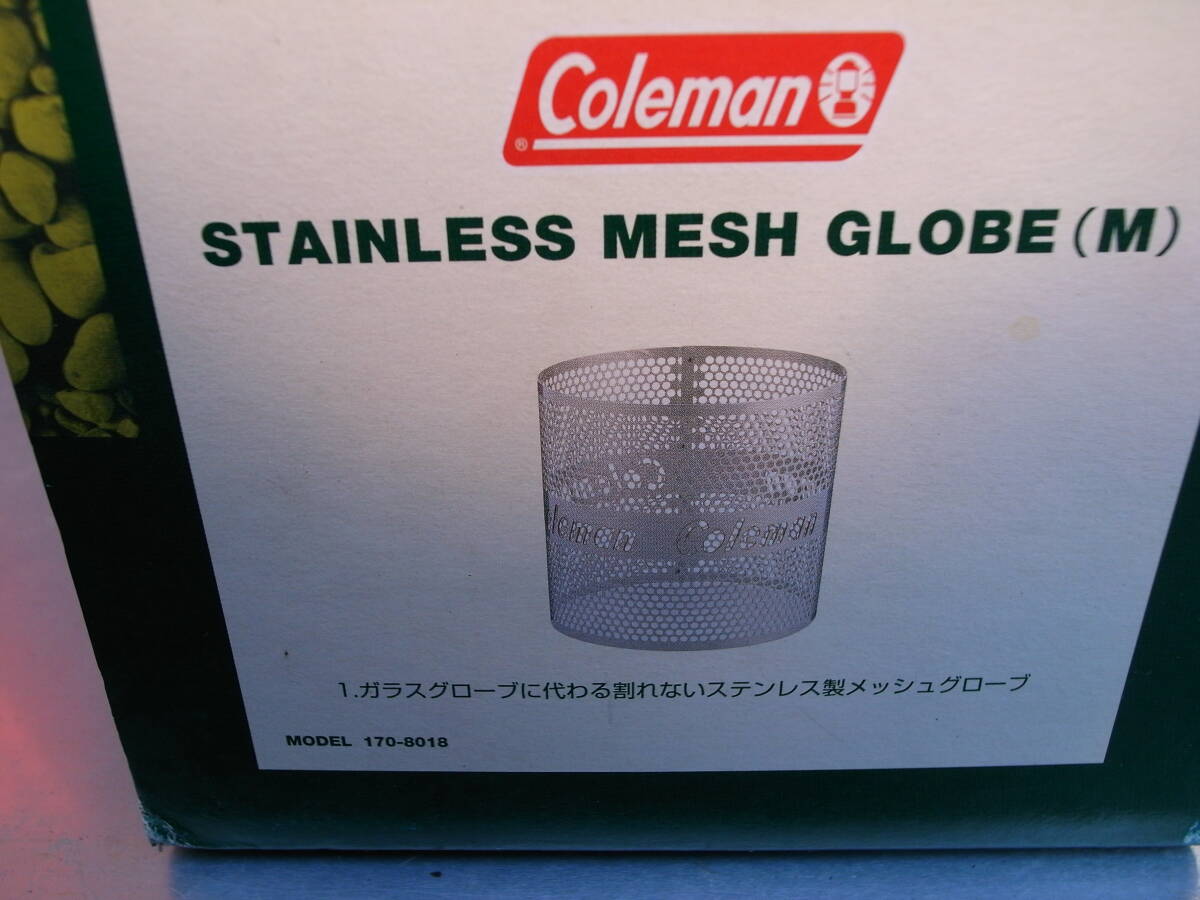 Coleman
®
STAINLESS MESH GLOBE (M)
oleman Coleman
1.ガラスグローブに代わる割れないステンレス製メッシュグローブ
MODEL 170-8018